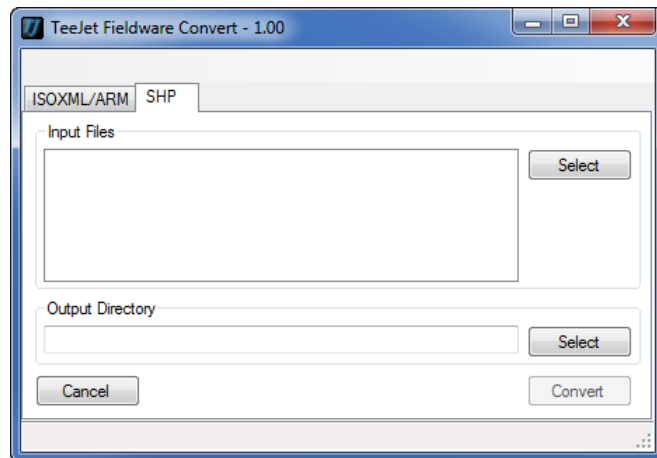 TeeJet Fieldware Convert - 1.00
ISOXML/ARM SHP
Input Files
Select
Output Directory
Select
Cancel Convert